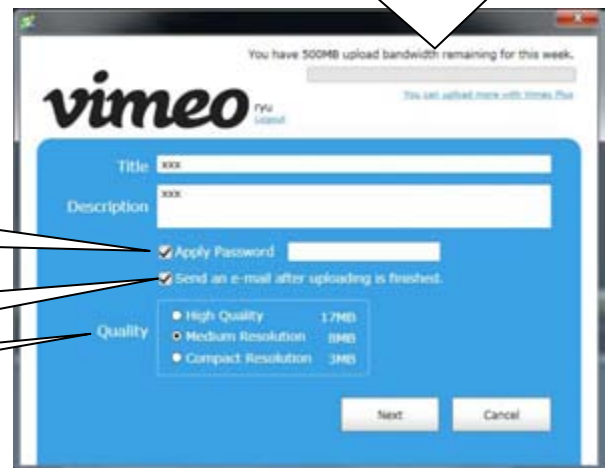 You have 500MB upload bandwidth remaining for this week.
You can upload more with Vimeo Plus
vimeo
ryu
Logout
Title xxx
Description xxx
Apply Password
Send an e-mail after uploading is finished.
Quality
High Quality 17MB
Medium Resolution 8MB
Compact Resolution 3MB
Next Cancel